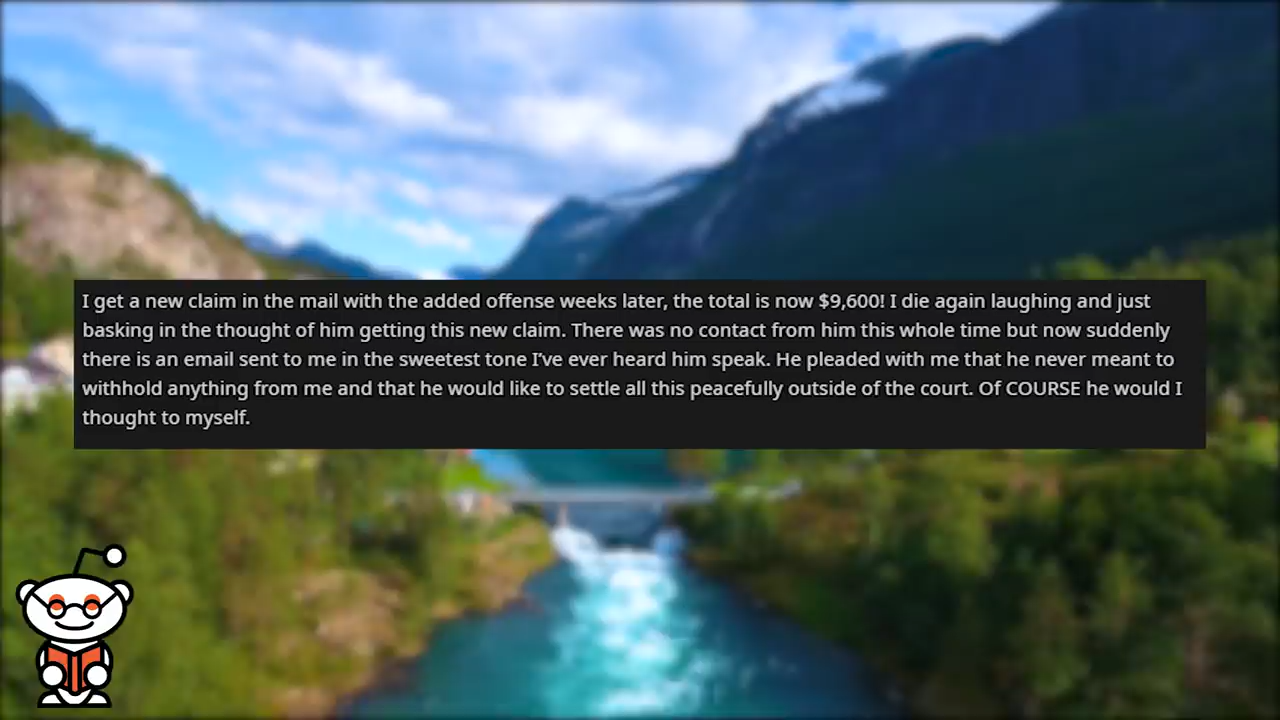 I get a new claim in the mail with the added offense weeks later, the total is now $9,600! I die again laughing and just
basking in the thought of him getting this new claim. There was no contact from him this whole time but now suddenly
there is an email sent to me in the sweetest tone I’ve ever heard him speak. He pleaded with me that he never meant to
withhold anything from me and that he would like to settle all this peacefully outside of the court. Of COURSE he would I
thought to myself.